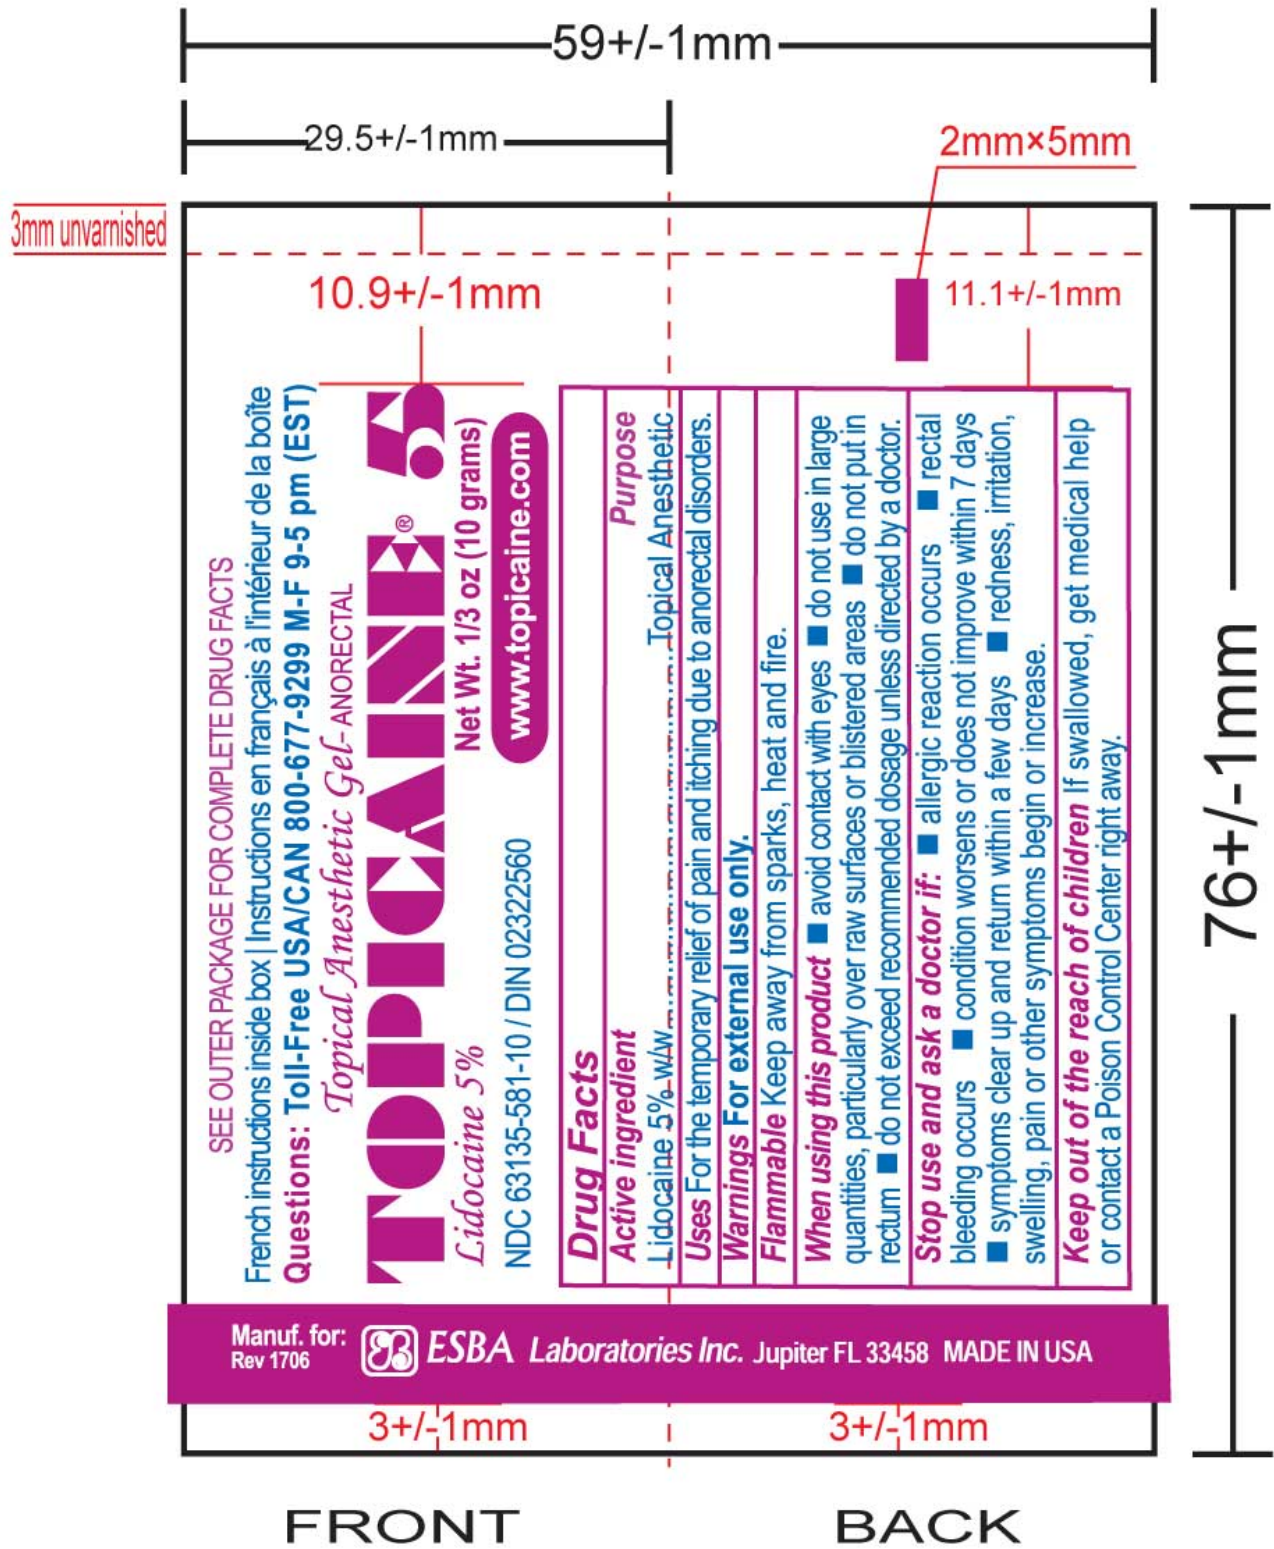 59+/-1mm
29.5+/-1mm
2mm×5mm
3mm unvarnished
10.9+/-1mm
11.1+/-1mm
76+/-1mm
SEE OUTER PACKAGE FOR COMPLETE DRUG FACTS
French instructions inside box | Instructions en français à l'intérieur de la boîte
Questions: Toll-Free USA/CAN 800-677-9299 M-F 9-5 pm (EST)
Topical Anesthetic Gel-ANORECTAL
TOPICAINE® 5
Lidocaine 5%
Net Wt. 1/3 oz (10 grams)
NDC 63135-581-10 / DIN 02322560
www.topicaine.com
Drug Facts
Active ingredient Purpose
Lidocaine 5% w/w Topical Anesthetic
Uses For the temporary relief of pain and itching due to anorectal disorders.
Warnings For external use only.
Flammable Keep away from sparks, heat and fire.
When using this product ■ avoid contact with eyes ■ do not use in large
quantities, particularly over raw surfaces or blistered areas ■ do not put in
rectum ■ do not exceed recommended dosage unless directed by a doctor.
Stop use and ask a doctor if: ■ allergic reaction occurs ■ rectal
bleeding occurs ■ condition worsens or does not improve within 7 days
■ symptoms clear up and return within a few days ■ redness, irritation,
swelling, pain or other symptoms begin or increase.
Keep out of the reach of children If swallowed, get medical help
or contact a Poison Control Center right away.
Manuf. for:
Rev 1706
ESBA Laboratories Inc. Jupiter FL 33458 MADE IN USA
3+/-1mm
3+/-1mm
FRONT
BACK